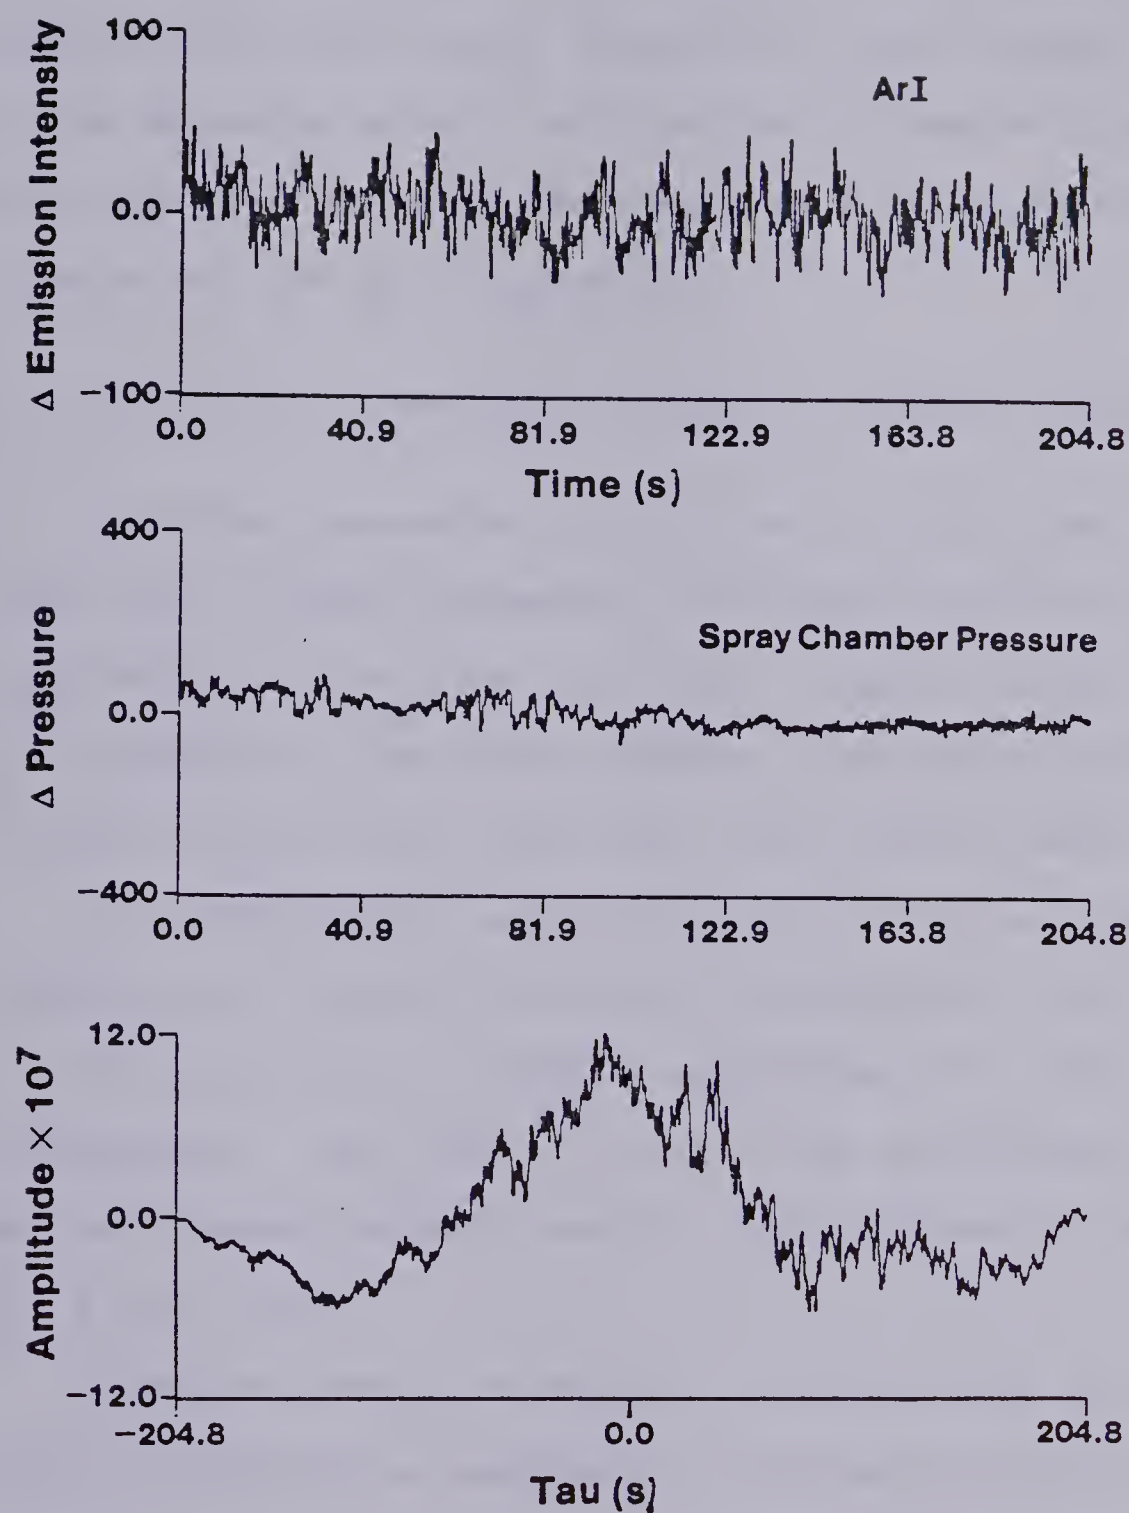 100
ArI
Δ Emission Intensity
0.0
−100
0.0 40.9 81.9 122.9 163.8 204.8
Time (s)
400
Spray Chamber Pressure
Δ Pressure
0.0
−400
0.0 40.9 81.9 122.9 163.8 204.8
12.0
Amplitude × 10⁷
0.0
−12.0
−204.8 0.0 204.8
Tau (s)